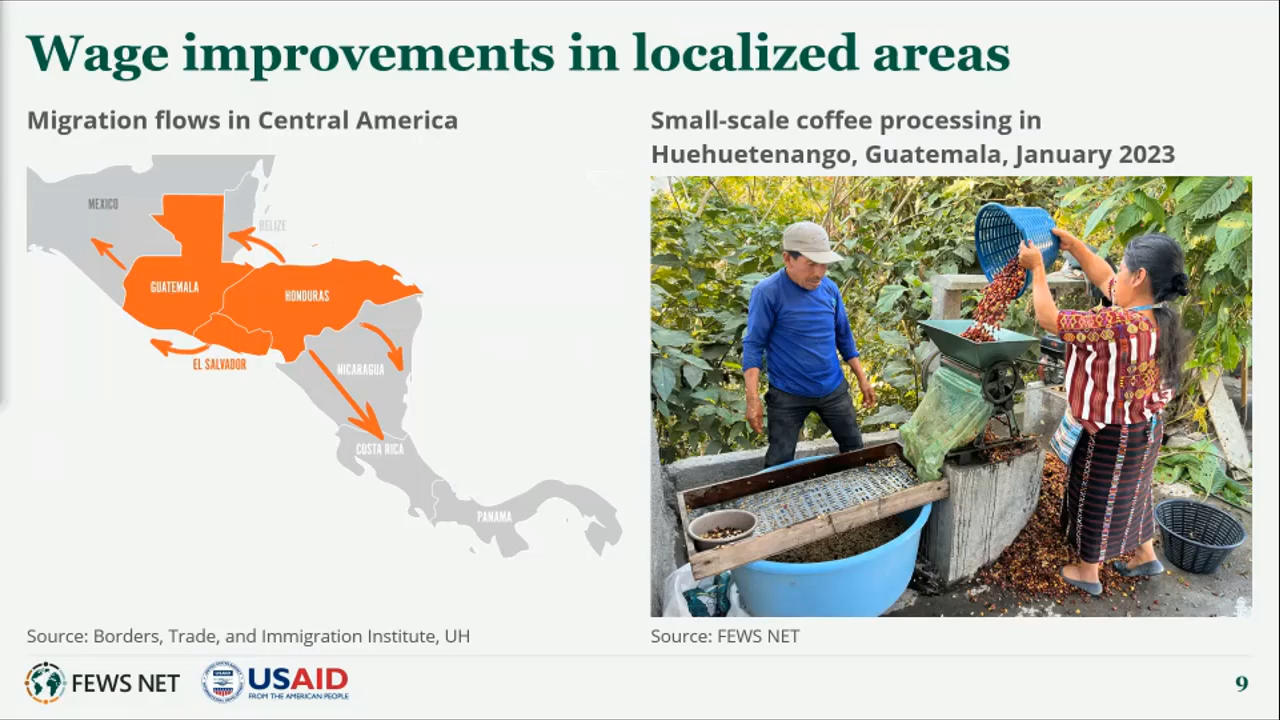 Wage improvements in localized areas
Migration flows in Central America
MEXICO
BELIZE
GUATEMALA
HONDURAS
EL SALVADOR
NICARAGUA
COSTA RICA
PANAMA
Source: Borders, Trade, and Immigration Institute, UH
Small-scale coffee processing in
Huehuetenango, Guatemala, January 2023
Source: FEWS NET
FEWS NET
USAID
USAID
FROM THE AMERICAN PEOPLE
9